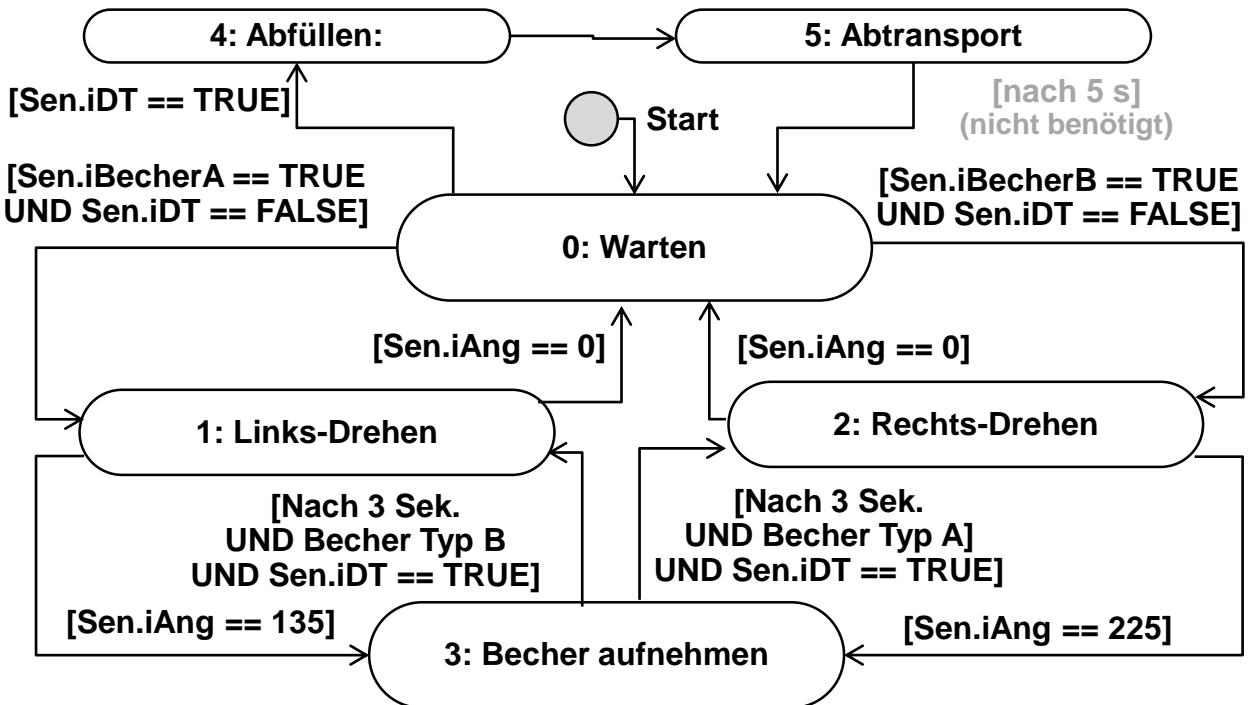 4: Abfüllen:
5: Abtransport
[Sen.iDT == TRUE]
Start
[nach 5 s]
(nicht benötigt)
[Sen.iBecherA == TRUE
UND Sen.iDT == FALSE]
[Sen.iBecherB == TRUE
UND Sen.iDT == FALSE]
0: Warten
[Sen.iAng == 0]
[Sen.iAng == 0]
1: Links-Drehen
2: Rechts-Drehen
[Nach 3 Sek.
UND Becher Typ B
UND Sen.iDT == TRUE]
[Nach 3 Sek.
UND Becher Typ A]
UND Sen.iDT == TRUE]
[Sen.iAng == 135]
[Sen.iAng == 225]
3: Becher aufnehmen